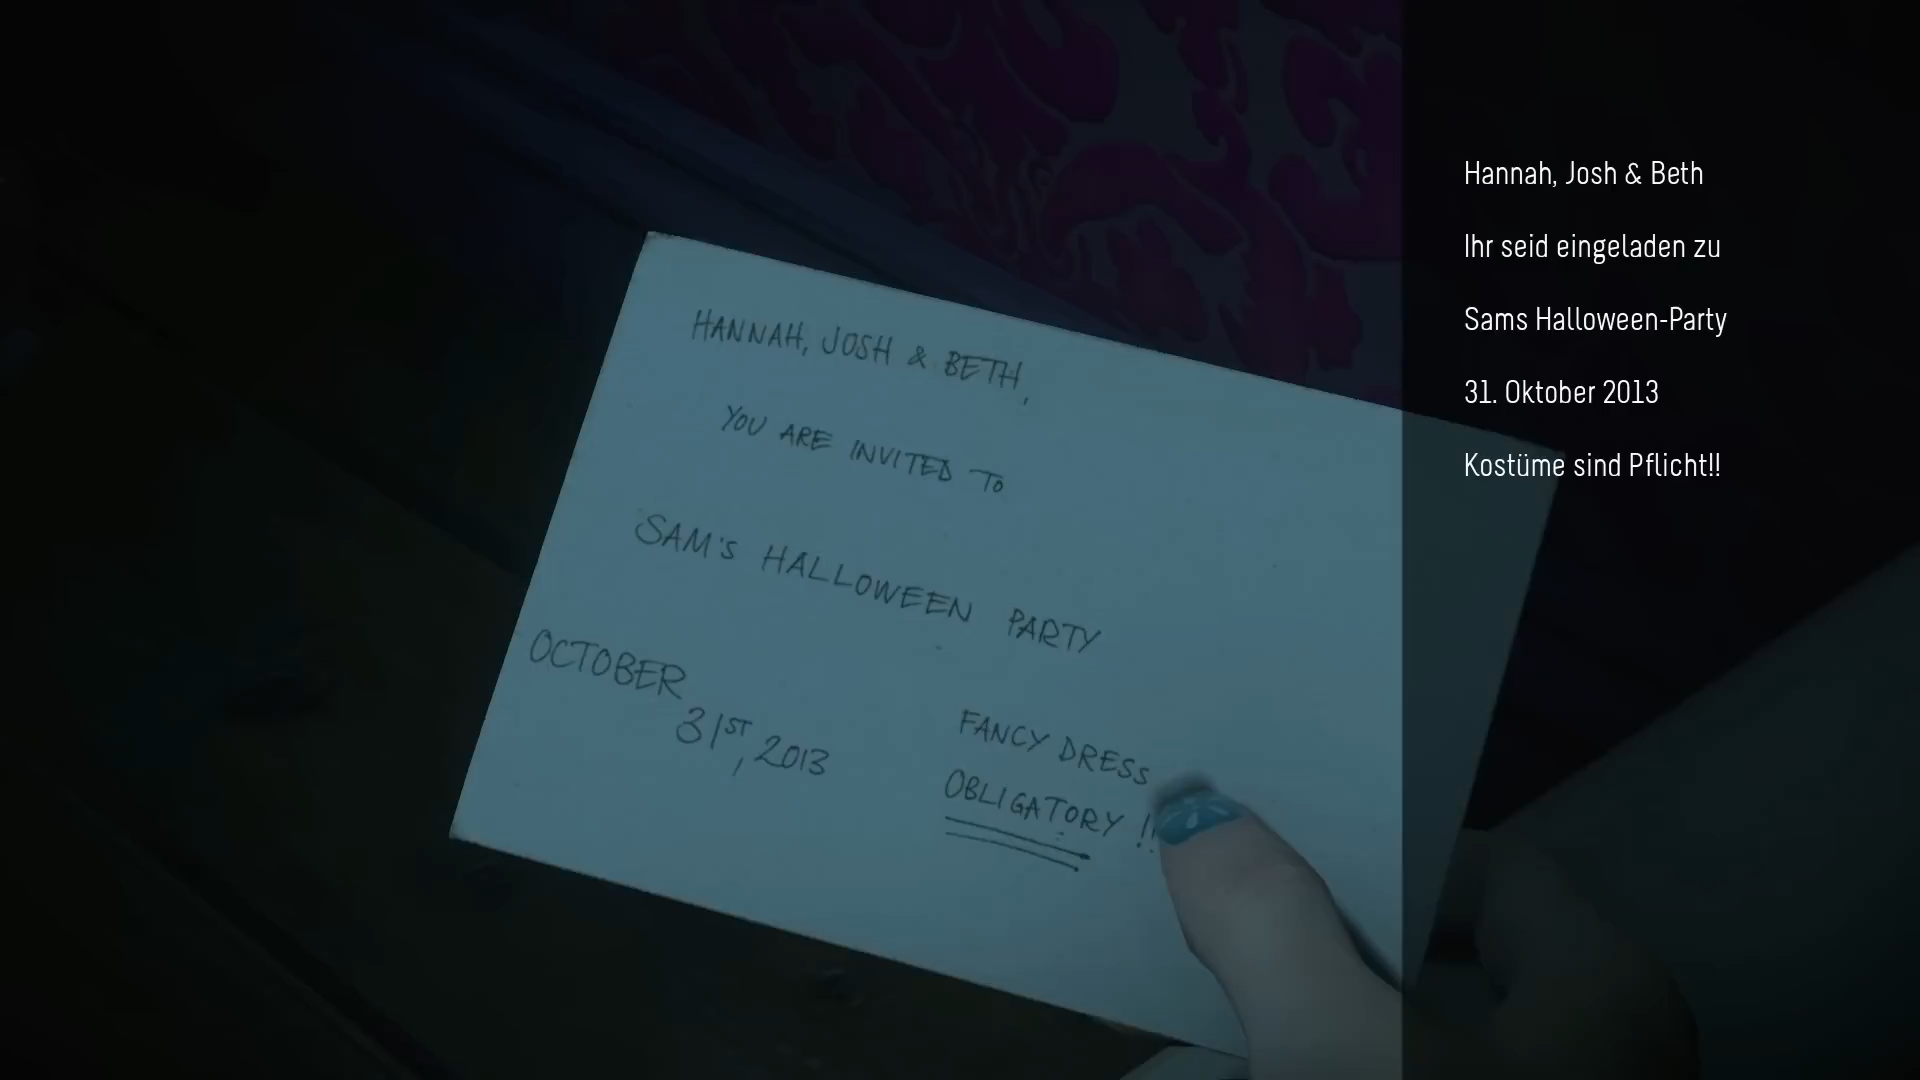 HANNAH, JOSH & BETH,
YOU ARE INVITED TO
SAM'S HALLOWEEN PARTY
OCTOBER
31ST, 2013
FANCY DRESS
OBLIGATORY !!
Hannah, Josh & Beth
Ihr seid eingeladen zu
Sams Halloween-Party
31. Oktober 2013
Kostüme sind Pflicht!!